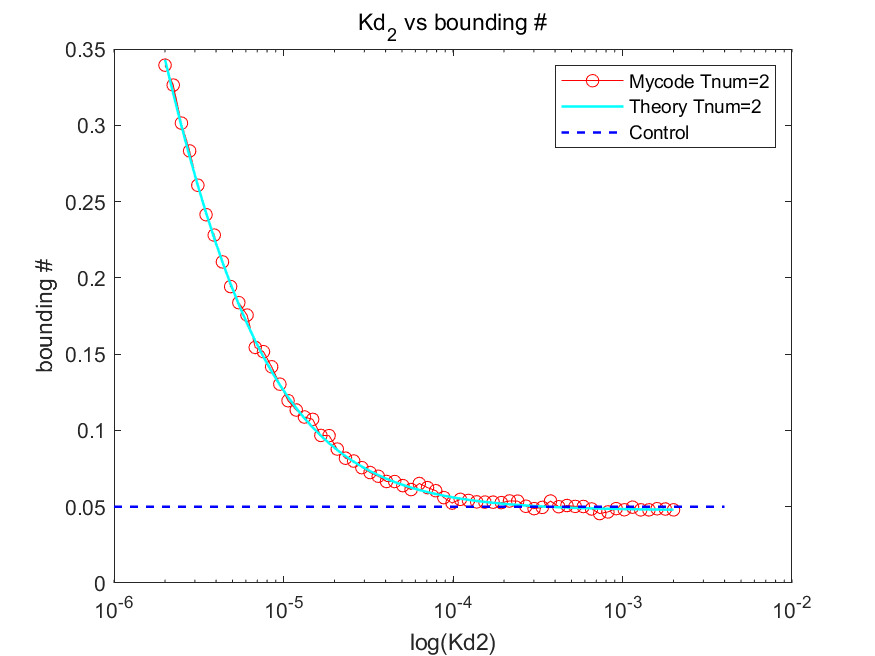 Kd2 vs bounding #
Mycode Tnum=2
Theory Tnum=2
Control
bounding #
0.35
0.3
0.25
0.2
0.15
0.1
0.05
0
10-6
10-5
10-4
10-3
10-2
log(Kd2)